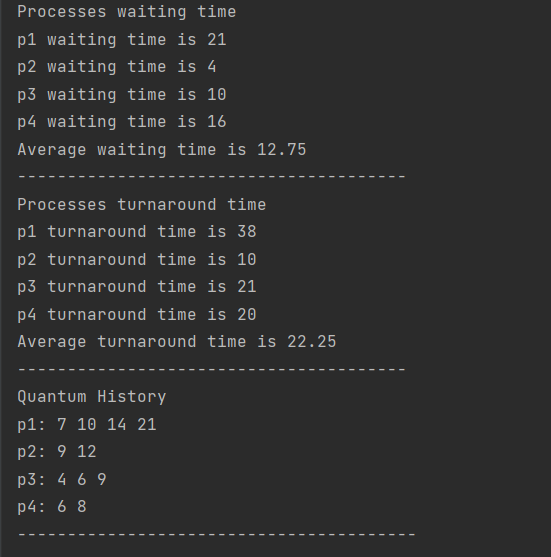 Processes waiting time
p1 waiting time is 21
p2 waiting time is 4
p3 waiting time is 10
p4 waiting time is 16
Average waiting time is 12.75
---------------------------------------
Processes turnaround time
p1 turnaround time is 38
p2 turnaround time is 10
p3 turnaround time is 21
p4 turnaround time is 20
Average turnaround time is 22.25
---------------------------------------
Quantum History
p1: 7 10 14 21
p2: 9 12
p3: 4 6 9
p4: 6 8
----------------------------------------